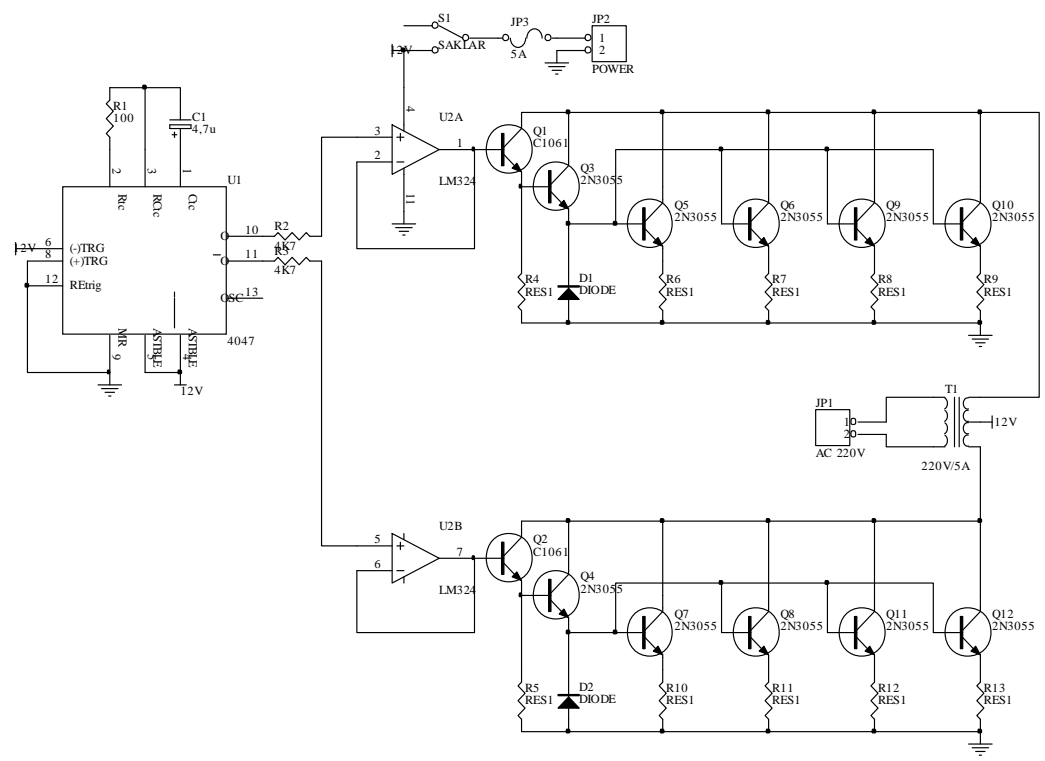 S1
SAKLAR
JP3
5A
JP2
1
2
POWER
12V
4
U2A
3
2
1
11
LM324
R1
100
C1
4,7u
2
3
1
U1
Rtc
RCtc
Ctc
12V
6
8
12
(-)TRG
(+)TRG
REtrig
O
O
OSC
10
11
13
R2
4K7
R3
4K7
MR
ASTBLE
ASTBLE
9
5
4
4047
12V
Q1
C1061
Q3
2N3055
Q5
2N3055
Q6
2N3055
Q9
2N3055
Q10
2N3055
R4
RES1
D1
DIODE
R6
RES1
R7
RES1
R8
RES1
R9
RES1
JP1
1
2
AC 220V
T1
12V
220V/5A
U2B
5
6
7
LM324
Q2
C1061
Q4
2N3055
Q7
2N3055
Q8
2N3055
Q11
2N3055
Q12
2N3055
R5
RES1
D2
DIODE
R10
RES1
R11
RES1
R12
RES1
R13
RES1